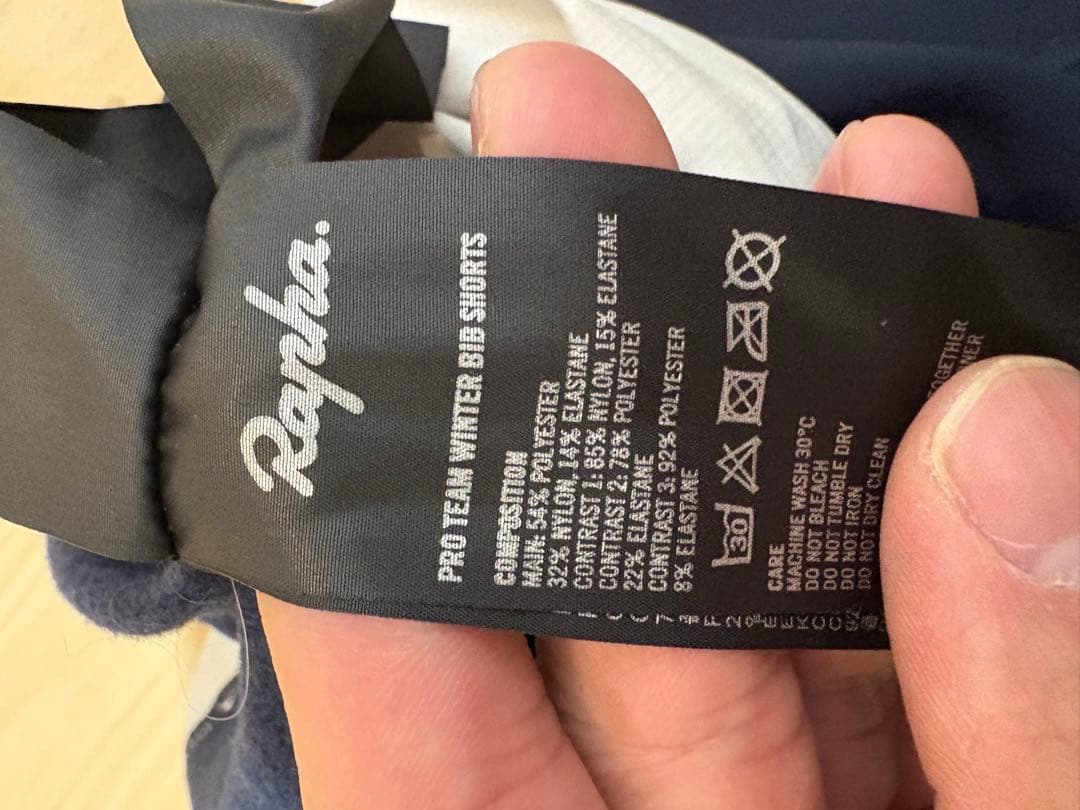 Rapha.
PRO TEAM WINTER BIB SHORTS
COMPOSITION
MAIN: 54% POLYESTER
32% NYLON, 14% ELASTANE
CONTRAST 1: 85% NYLON, 15% ELASTANE
CONTRAST 2: 78% POLYESTER
22% ELASTANE
CONTRAST 3: 92% POLYESTER
8% ELASTANE
30
CARE
MACHINE WASH 30°C
DO NOT BLEACH
DO NOT TUMBLE DRY
DO NOT IRON
DO NOT DRY CLEAN